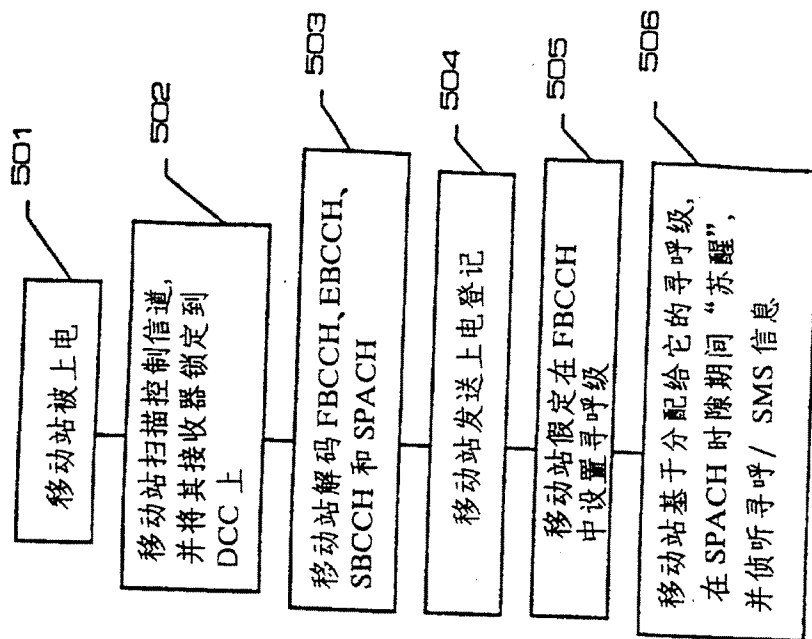 501
移动站被上电
502
移动站扫描控制信道,
并将其接收器锁定到
DCC 上
503
移动站解码 FBCCH、EBCCH、
SBCCH 和 SPACH
504
移动站发送上电登记
505
移动站假定在 FBCCH
中设置寻呼级
506
移动站基于分配给它的寻呼级,
在 SPACH 时隙期间“苏醒”,
并侦听寻呼/ SMS 信息